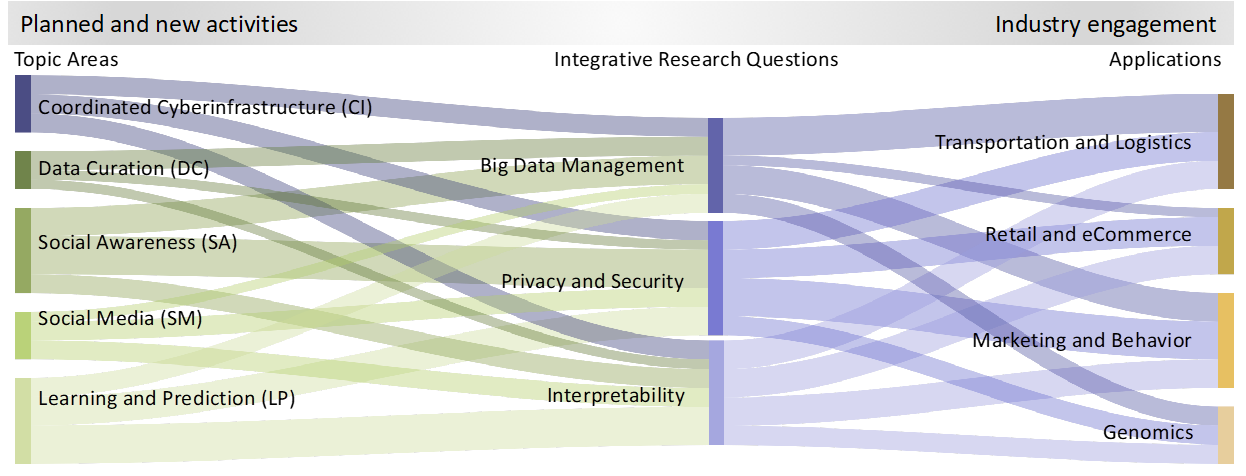 Planned and new activities
Industry engagement
Topic Areas
Integrative Research Questions
Applications
Coordinated Cyberinfrastructure (CI)
Data Curation (DC)
Social Awareness (SA)
Social Media (SM)
Learning and Prediction (LP)
Big Data Management
Privacy and Security
Interpretability
Transportation and Logistics
Retail and eCommerce
Marketing and Behavior
Genomics